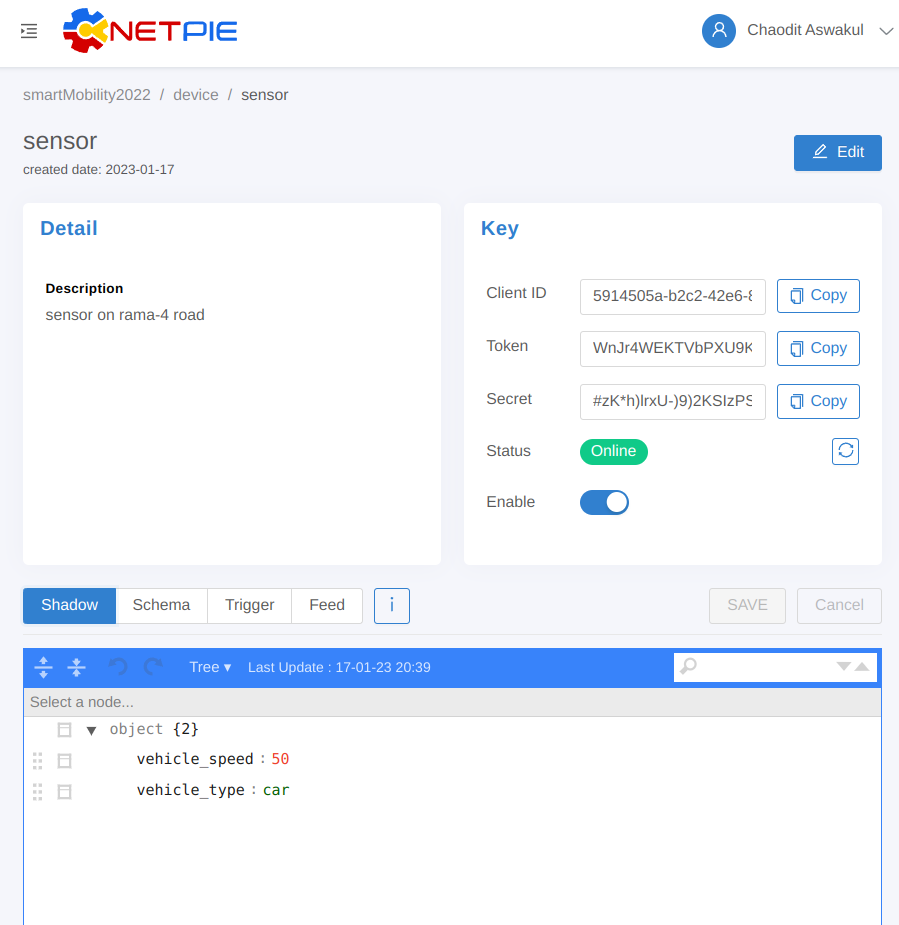 NETPIE
Chaodit Aswakul
smartMobility2022 / device / sensor
sensor
created date: 2023-01-17
Edit
Detail
Description
sensor on rama-4 road
Key
Client ID 5914505a-b2c2-42e6-8 Copy
Token WnJr4WEKTVbPXU9K Copy
Secret #zK*h)lrxU-)9)2KSIzPS Copy
Status Online
Enable
Shadow Schema Trigger Feed i SAVE Cancel
Tree ▾ Last Update : 17-01-23 20:39
Select a node...
object {2}
vehicle_speed : 50
vehicle_type : car